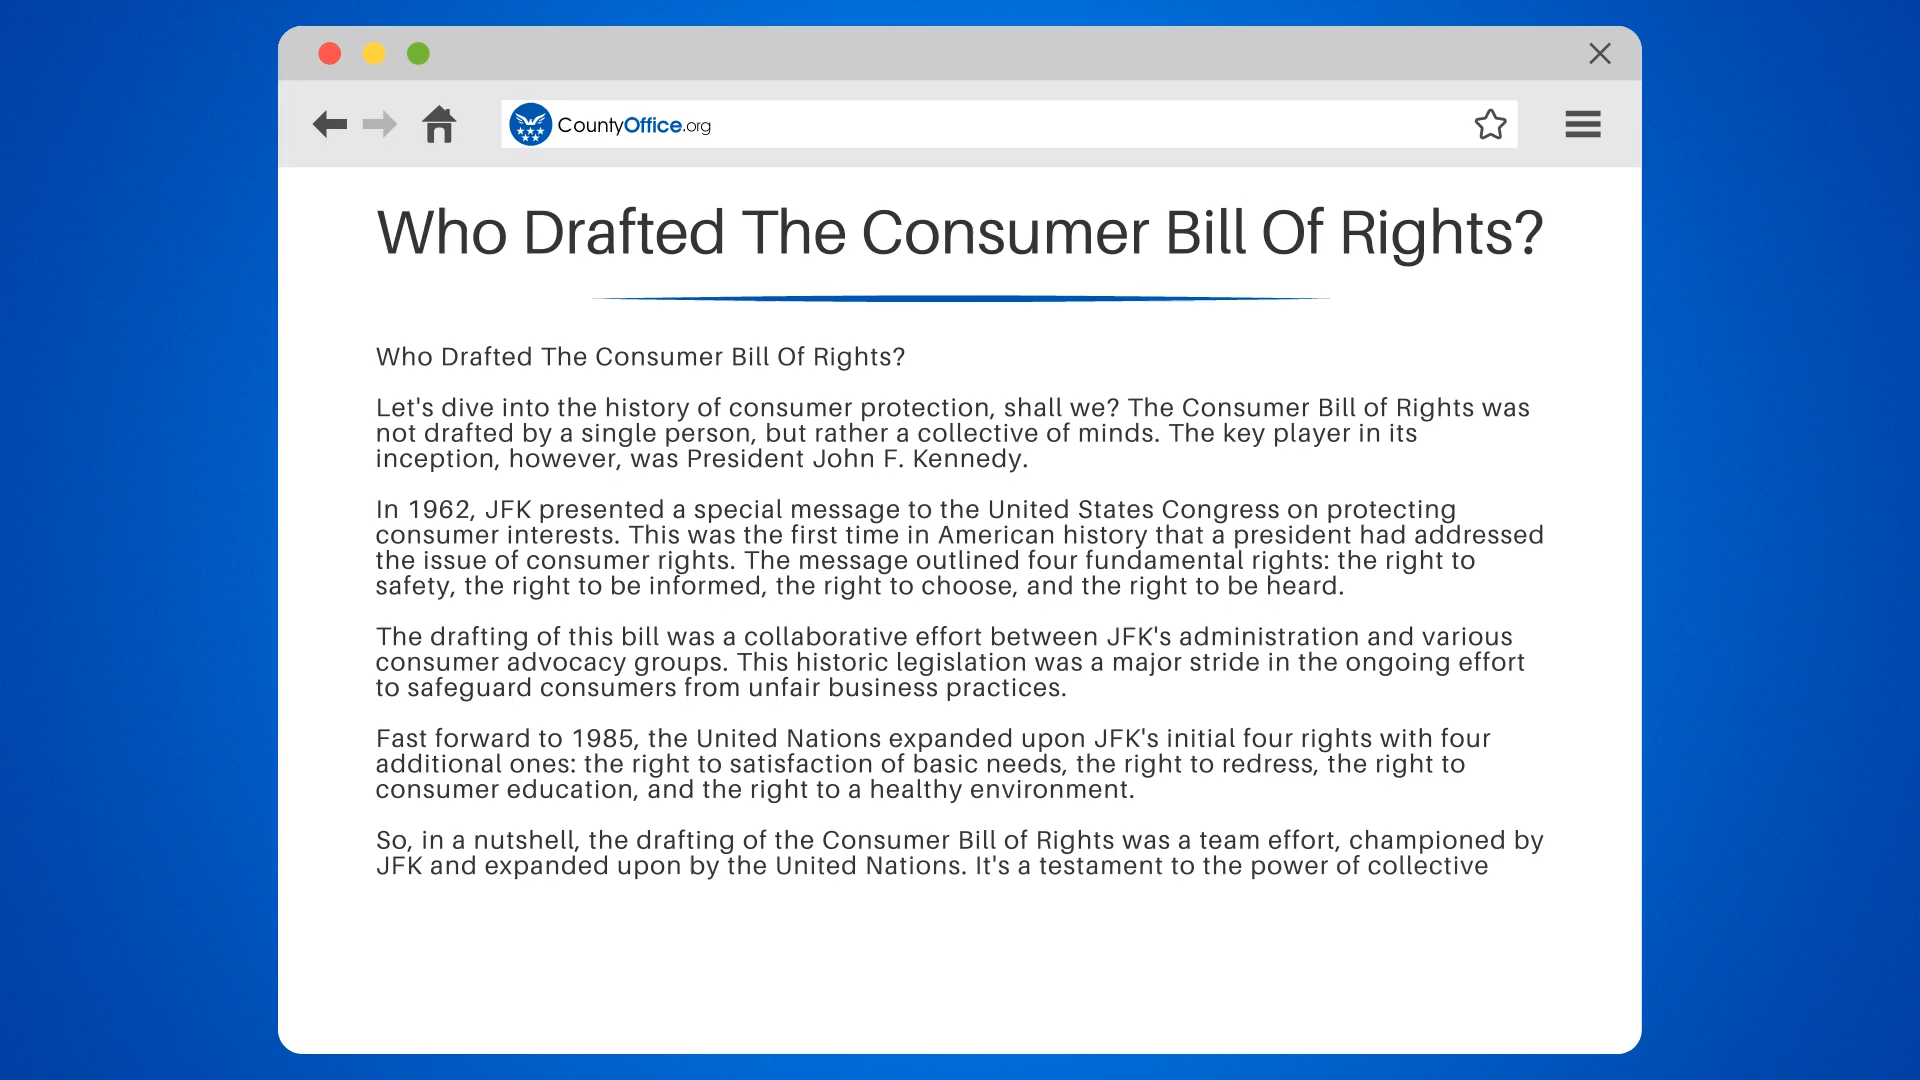 CountyOffice.org
Who Drafted The Consumer Bill Of Rights?
Who Drafted The Consumer Bill Of Rights?
Let's dive into the history of consumer protection, shall we? The Consumer Bill of Rights was
not drafted by a single person, but rather a collective of minds. The key player in its
inception, however, was President John F. Kennedy.
In 1962, JFK presented a special message to the United States Congress on protecting
consumer interests. This was the first time in American history that a president had addressed
the issue of consumer rights. The message outlined four fundamental rights: the right to
safety, the right to be informed, the right to choose, and the right to be heard.
The drafting of this bill was a collaborative effort between JFK's administration and various
consumer advocacy groups. This historic legislation was a major stride in the ongoing effort
to safeguard consumers from unfair business practices.
Fast forward to 1985, the United Nations expanded upon JFK's initial four rights with four
additional ones: the right to satisfaction of basic needs, the right to redress, the right to
consumer education, and the right to a healthy environment.
So, in a nutshell, the drafting of the Consumer Bill of Rights was a team effort, championed by
JFK and expanded upon by the United Nations. It's a testament to the power of collective